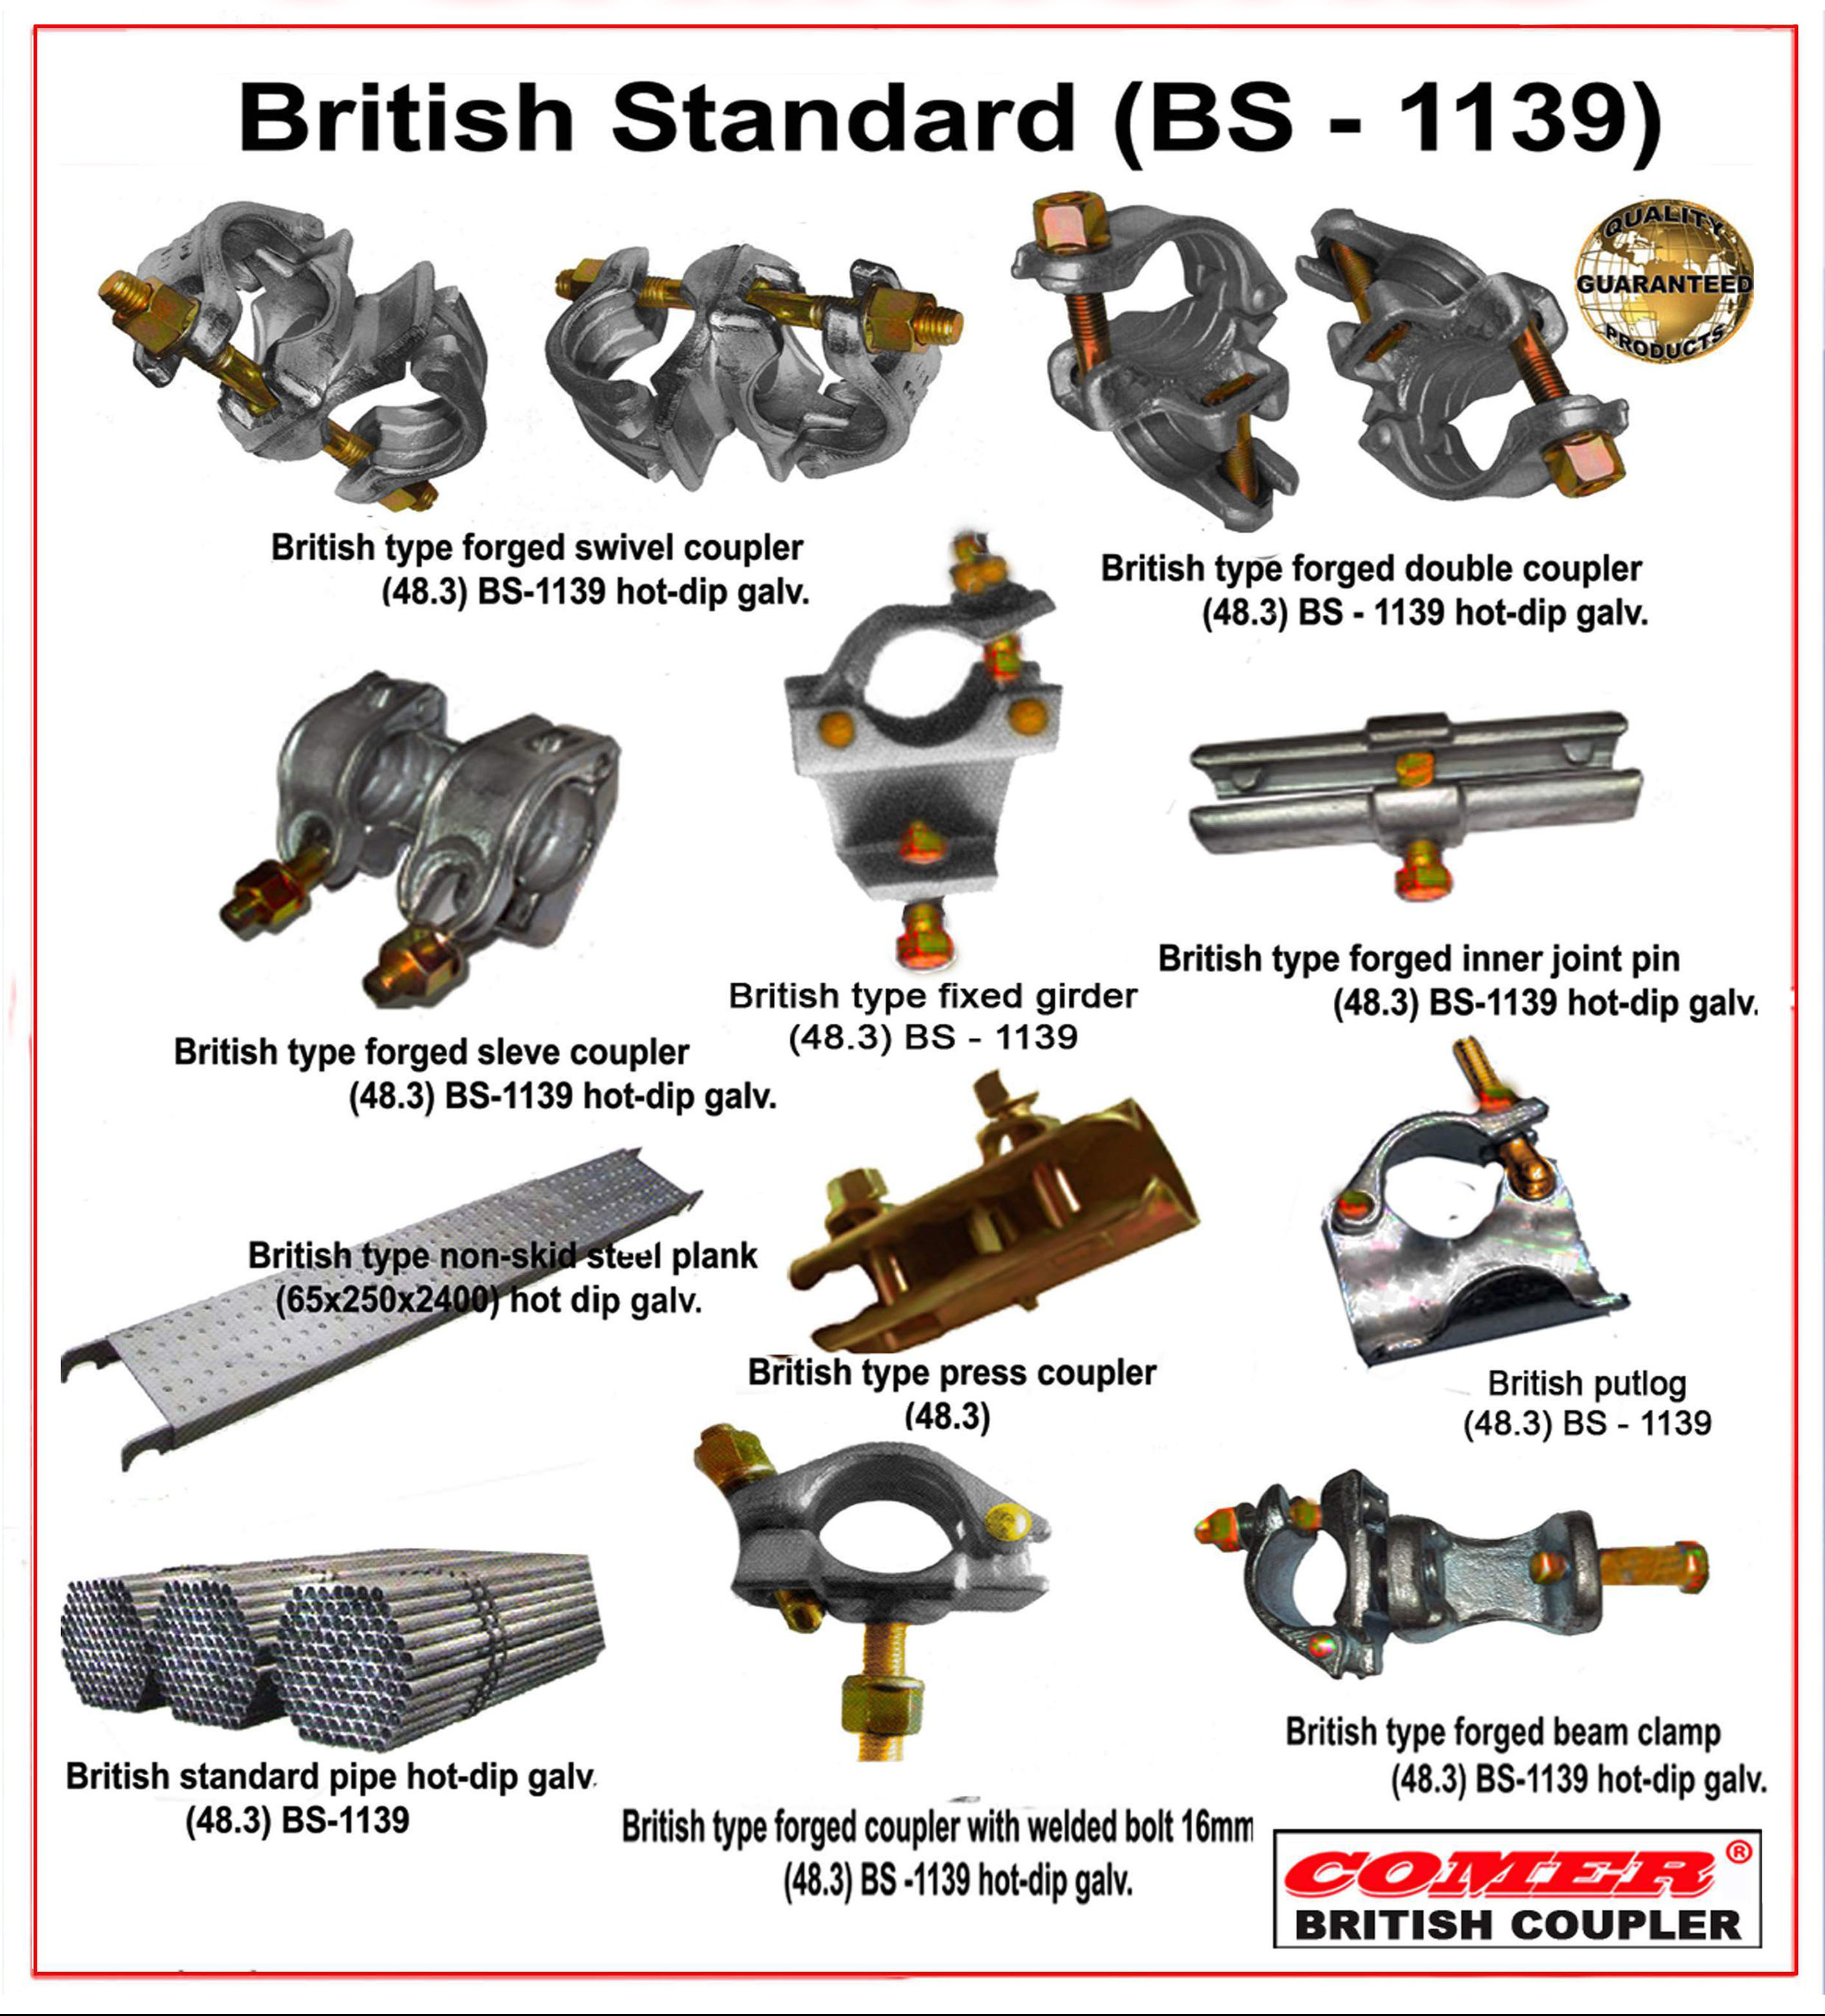 British Standard (BS - 1139)
QUALITY
GUARANTEED
PRODUCTS
British type forged swivel coupler
(48.3) BS-1139 hot-dip galv.
British type forged double coupler
(48.3) BS - 1139 hot-dip galv.
British type forged sleve coupler
(48.3) BS-1139 hot-dip galv.
British type fixed girder
(48.3) BS - 1139
British type forged inner joint pin
(48.3) BS-1139 hot-dip galv.
British type non-skid steel plank
(65x250x2400) hot dip galv.
British type press coupler
(48.3)
British putlog
(48.3) BS - 1139
British standard pipe hot-dip galv.
(48.3) BS-1139
British type forged coupler with welded bolt 16mm
(48.3) BS -1139 hot-dip galv.
British type forged beam clamp
(48.3) BS-1139 hot-dip galv.
COMER ®
BRITISH COUPLER